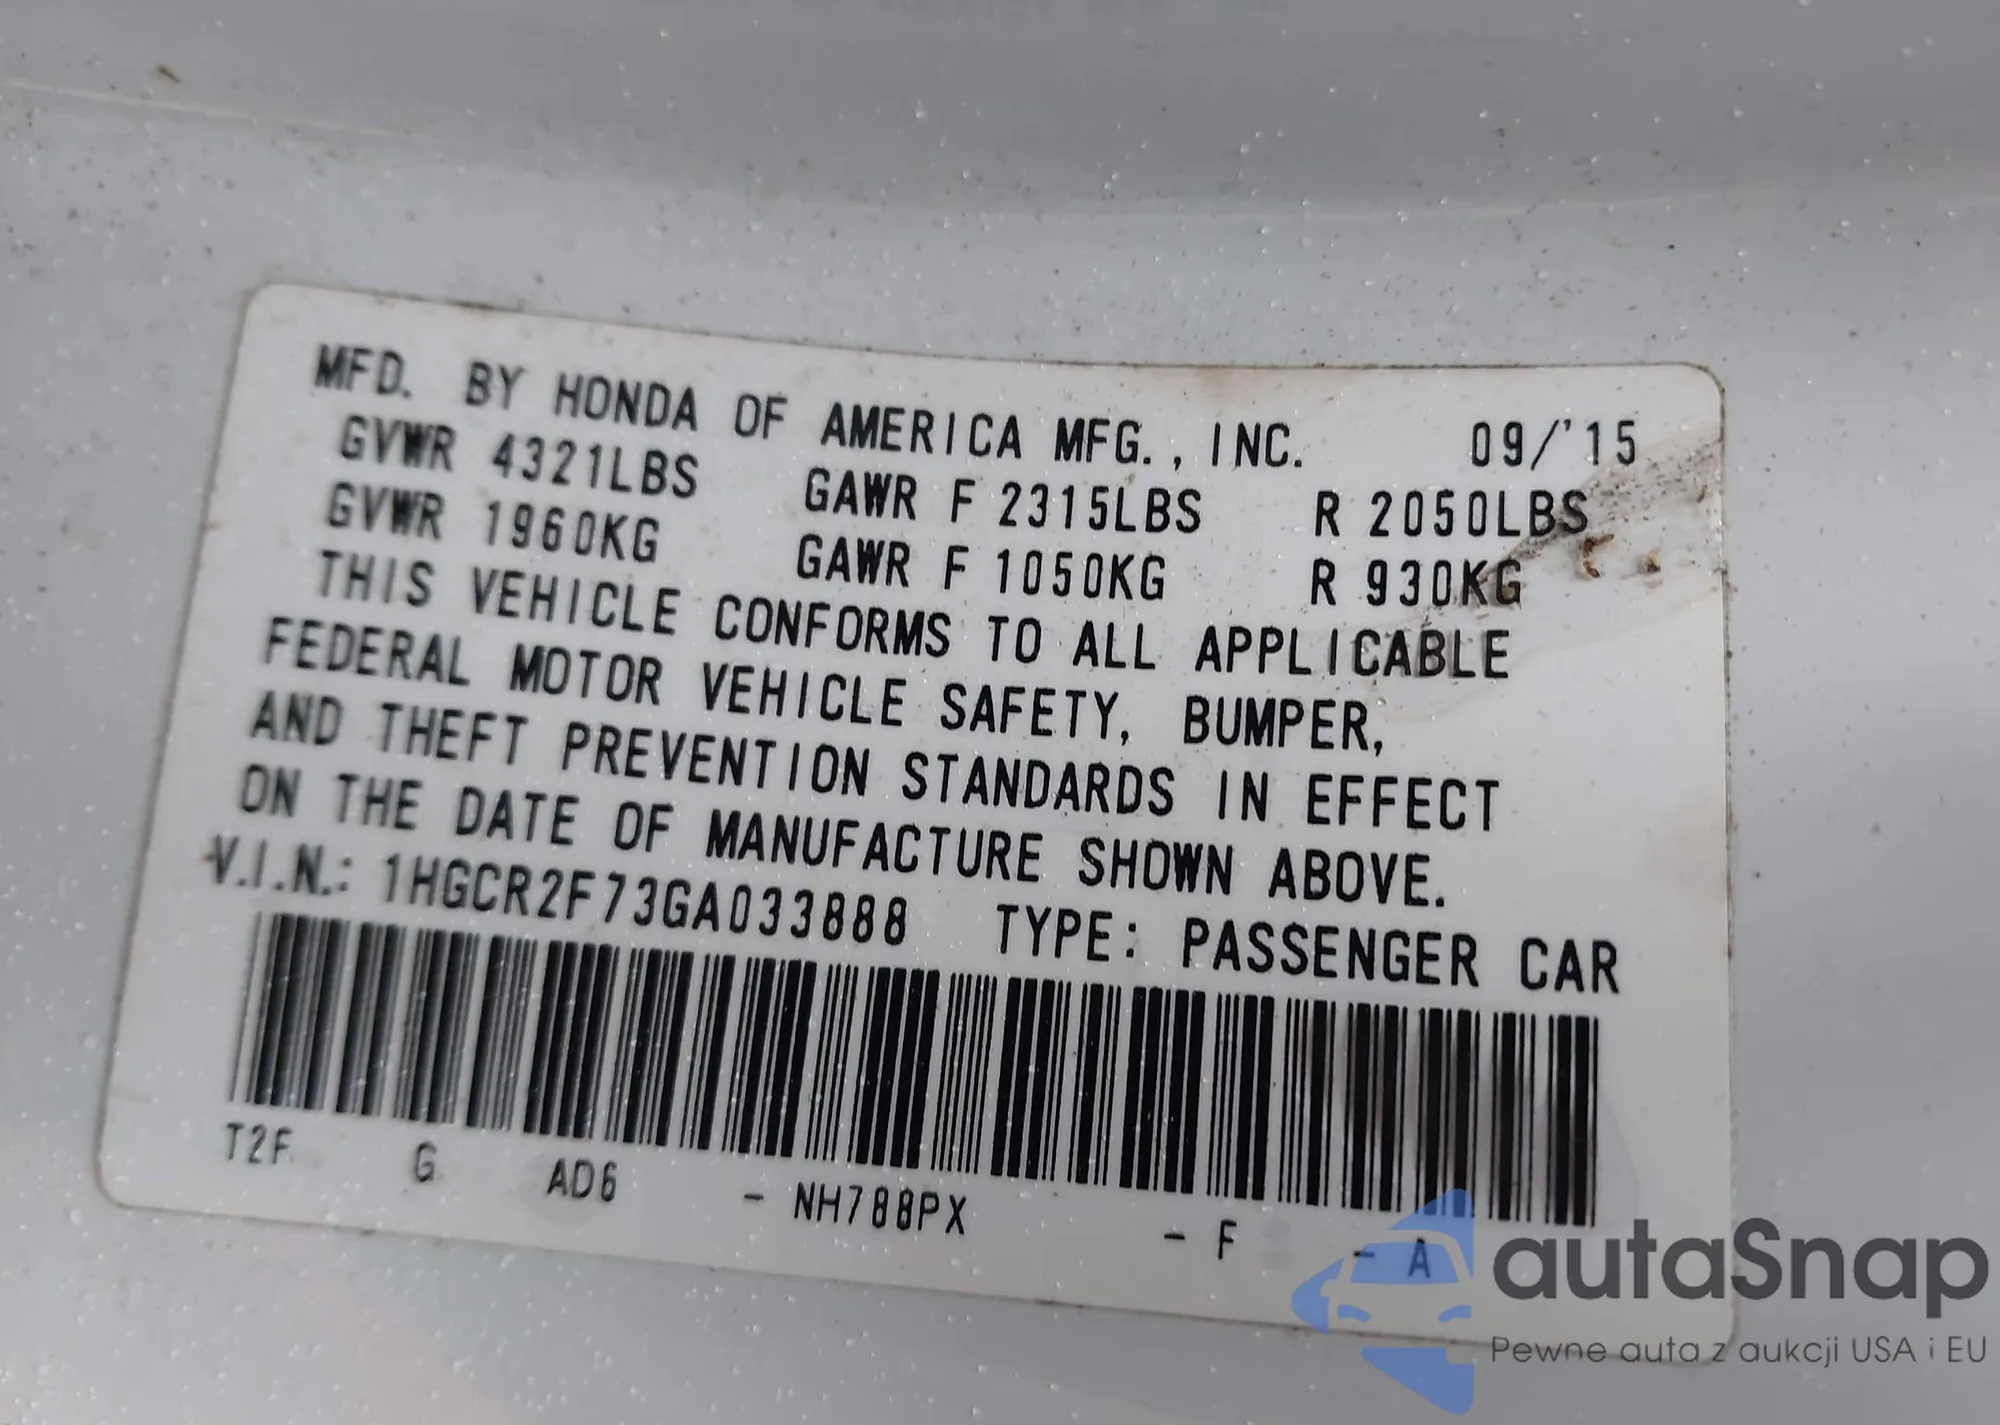 MFD. BY HONDA OF AMERICA MFG., INC. 09/'15
GVWR 4321LBS GAWR F 2315LBS R 2050LBS
GVWR 1960KG GAWR F 1050KG R 930KG
THIS VEHICLE CONFORMS TO ALL APPLICABLE
FEDERAL MOTOR VEHICLE SAFETY, BUMPER,
AND THEFT PREVENTION STANDARDS IN EFFECT
ON THE DATE OF MANUFACTURE SHOWN ABOVE.
V.I.N.: 1HGCR2F73GA033888 TYPE: PASSENGER CAR
T2F G AD6 - NH788PX - F - A
autaSnap
Pewne auta z aukcji USA i EU